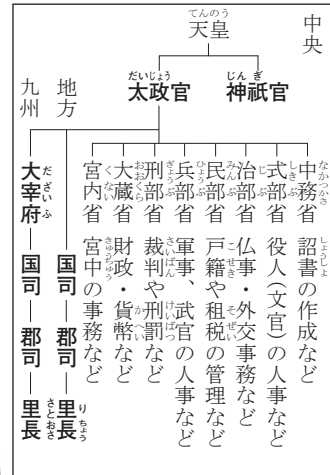 中央
天皇
てんのう
神祇官
じんぎ
太政官
だいじょう
中務省 詔書の作成など
なかつかさ しょうしょ
式部省 役人(文官)の人事など
しきぶ
治部省 仏事・外交事務など
じぶ
民部省 戸籍や租税の管理など
みんぶ こせき そぜい
兵部省 軍事、武官の人事など
ひょうぶ
刑部省 裁判や刑罰など
ぎょうぶ さいばん けいばつ
大蔵省 財政・貨幣など
おおくら かへい
宮内省 宮中の事務など
くない きゅうちゅう
地方 国司 郡司 里長
りちょう
さとおさ
九州 大宰府 国司 郡司 里長
だざいふ